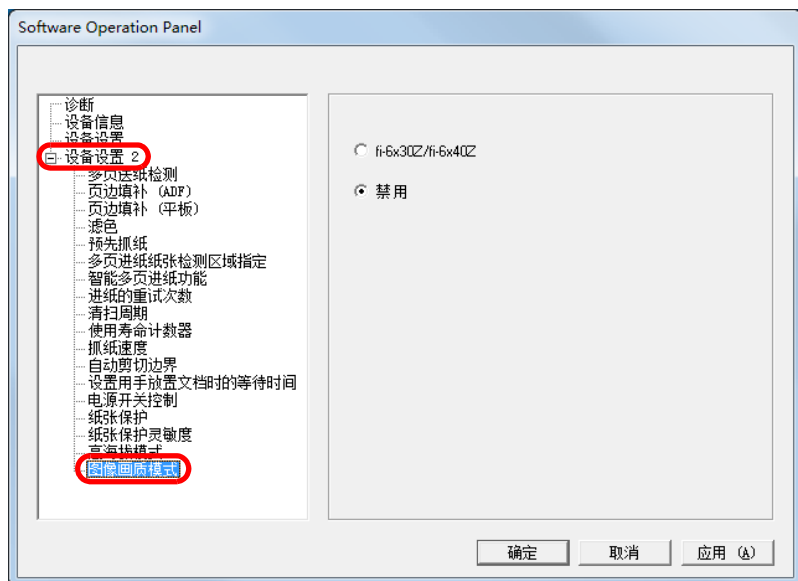 Software Operation Panel
诊断
设备信息
设备设置
设备设置 2
多页送纸检测
页边填补 (ADF)
页边填补 (平板)
滤色
预先抓纸
多页进纸纸张检测区域指定
智能多页进纸功能
进纸的重试次数
清扫周期
使用寿命计数器
抓纸速度
自动剪切边界
设置用手放置文档时的等待时间
电源开关控制
纸张保护
纸张保护灵敏度
高海拔模式
图像画质模式
fi-6x30Z/fi-6x40Z
禁用
确定
取消
应用 (A)